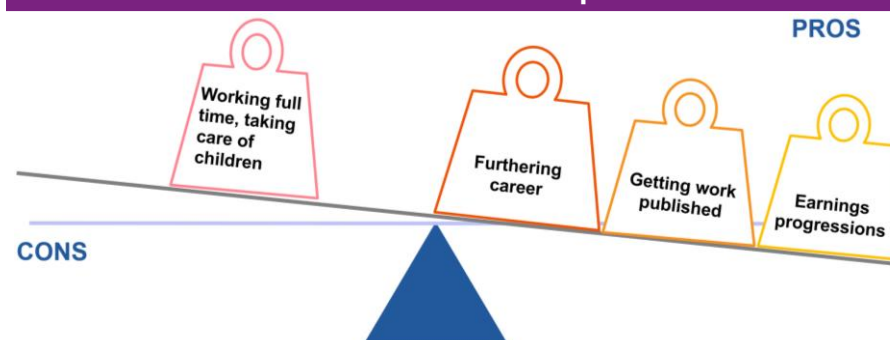 PROS
Working full
time, taking
care of
children
Furthering
career
Getting work
published
Earnings
progressions
CONS